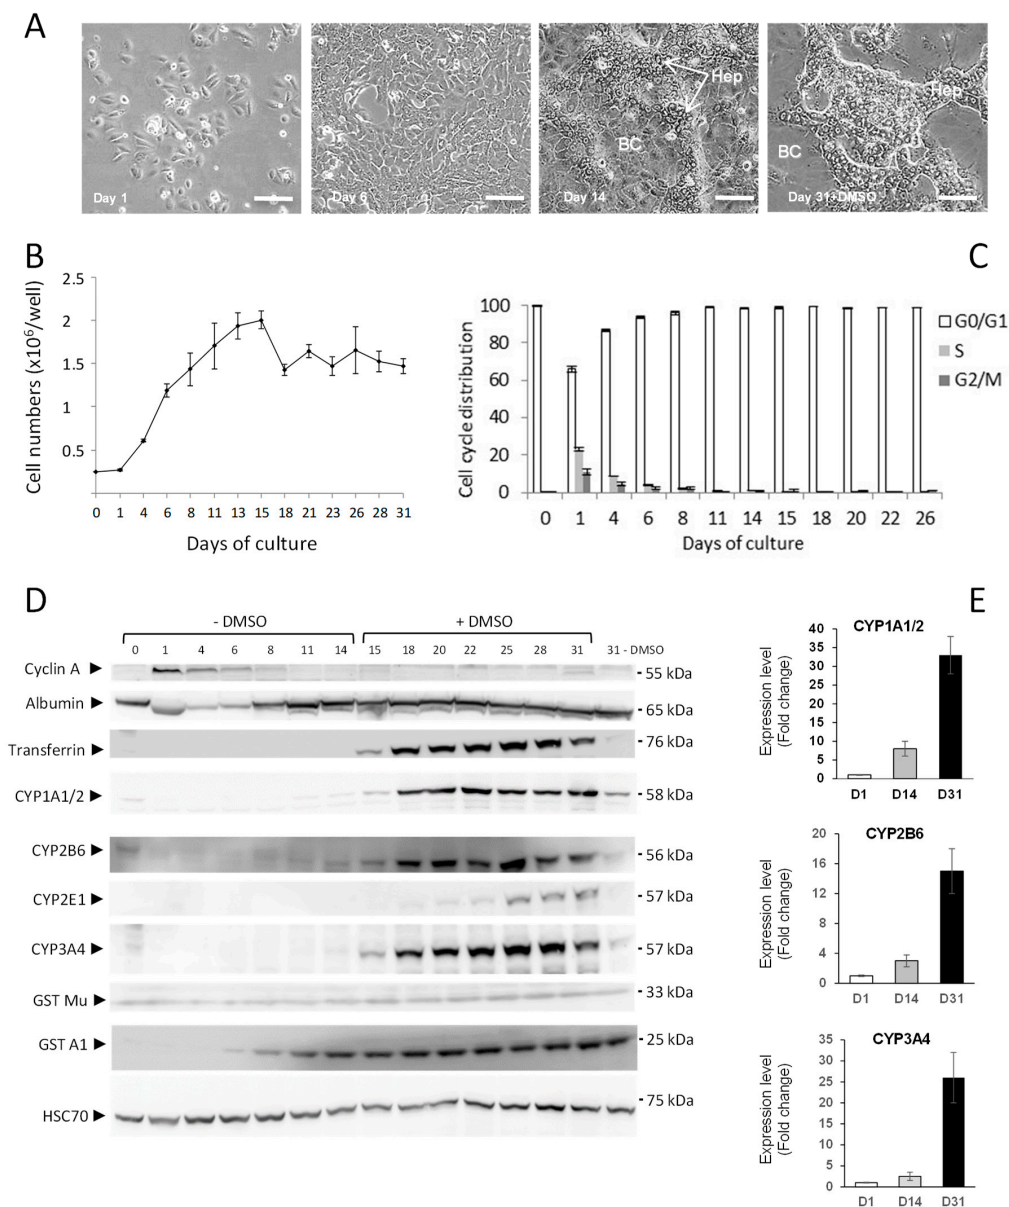 A
Day 1
Day 6
Hep
BC
Day 14
Hep
BC
Day 31+DMSO
B
Cell numbers (x10⁶/well)
2.5
2
1.5
1
0.5
0 1 4 6 8 11 13 15 18 21 23 26 28 31
Days of culture
C
Cell cycle distribution
100
80
60
40
20
0
G0/G1
S
G2/M
0 1 4 6 8 11 14 15 18 20 22 26
Days of culture
D
- DMSO + DMSO
0 1 4 6 8 11 14 15 18 20 22 25 28 31 31 - DMSO
Cyclin A 55 kDa
Albumin 65 kDa
Transferrin 76 kDa
CYP1A1/2 58 kDa
CYP2B6 56 kDa
CYP2E1 57 kDa
CYP3A4 57 kDa
GST Mu 33 kDa
GST A1 25 kDa
HSC70 75 kDa
E
CYP1A1/2
Expression level
(Fold change)
40
35
30
25
20
15
10
5
0
D1 D14 D31
CYP2B6
Expression level
(Fold change)
20
16
12
8
4
0
D1 D14 D31
CYP3A4
Expression level
(Fold change)
35
30
25
20
15
10
5
0
D1 D14 D31